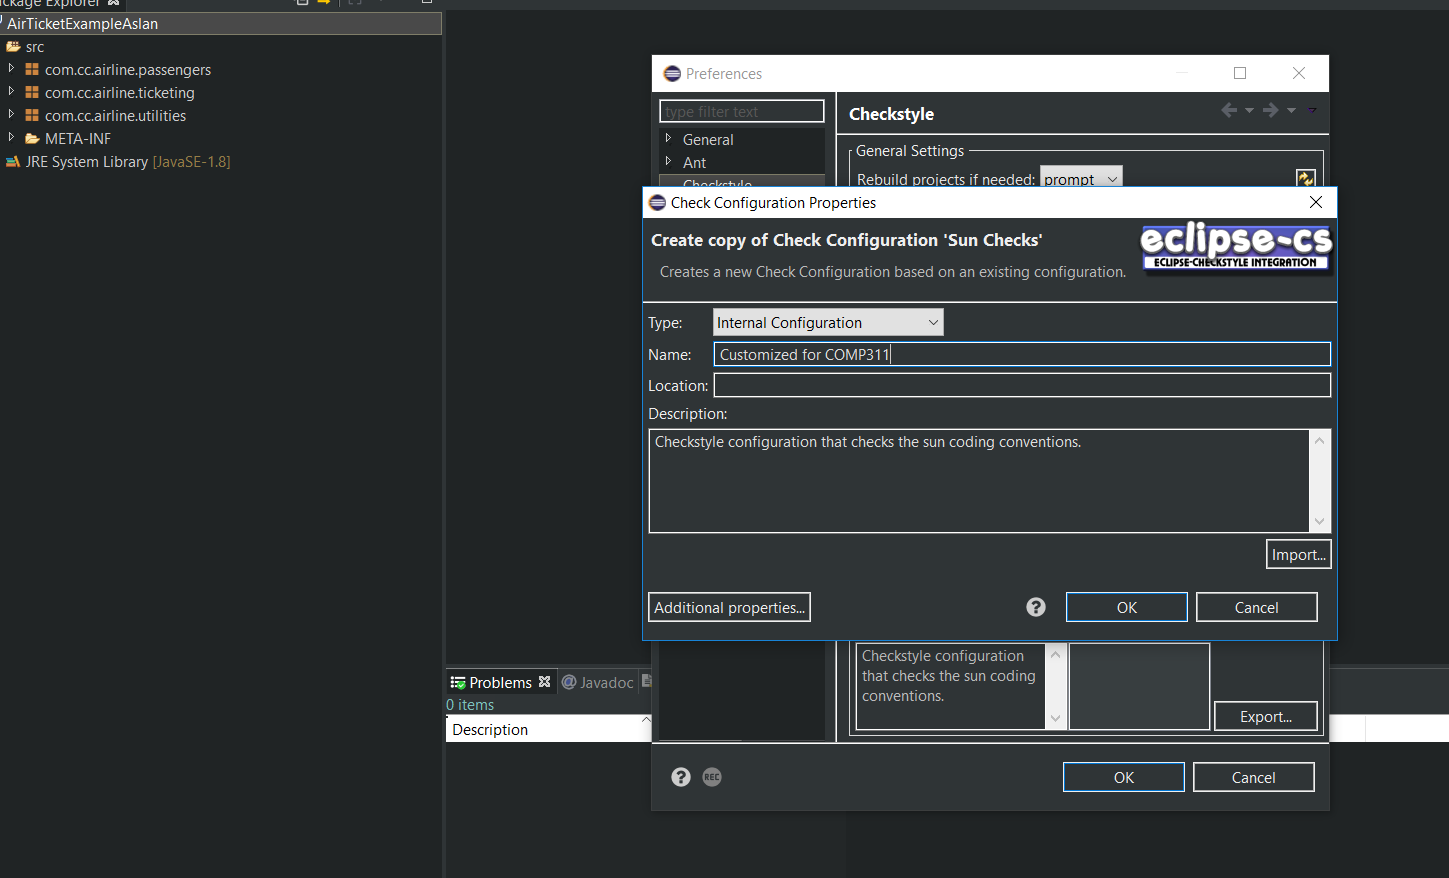 ckage Explorer
AirTicketExampleAslan
src
com.cc.airline.passengers
com.cc.airline.ticketing
com.cc.airline.utilities
META-INF
JRE System Library [JavaSE-1.8]
Preferences
type filter text
General
Ant
Checkstyle
Checkstyle
General Settings
Rebuild projects if needed: prompt
Check Configuration Properties
Create copy of Check Configuration 'Sun Checks'
Creates a new Check Configuration based on an existing configuration.
eclipse-cs
ECLIPSE-CHECKSTYLE INTEGRATION
Type: Internal Configuration
Name: Customized for COMP311
Location:
Description:
Checkstyle configuration that checks the sun coding conventions.
Import...
Additional properties...
? OK Cancel
Checkstyle configuration
that checks the sun coding
conventions.
Export...
Problems @ Javadoc
0 items
Description
? REC OK Cancel